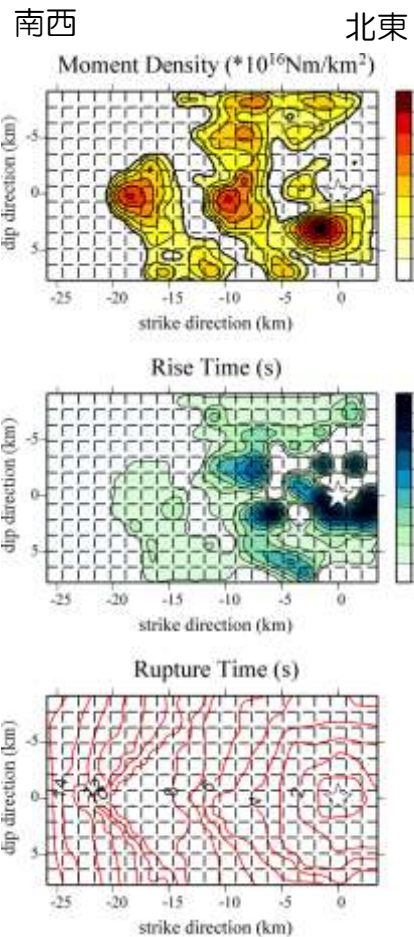 南西 北東
Moment Density (*10¹⁶Nm/km²)
dip direction (km)
-5
0
5
-25 -20 -15 -10 -5 0
strike direction (km)
Rise Time (s)
dip direction (km)
-5
0
5
-25 -20 -15 -10 -5 0
strike direction (km)
Rupture Time (s)
dip direction (km)
-5
0
5
-25 -20 -15 -10 -5 0
strike direction (km)